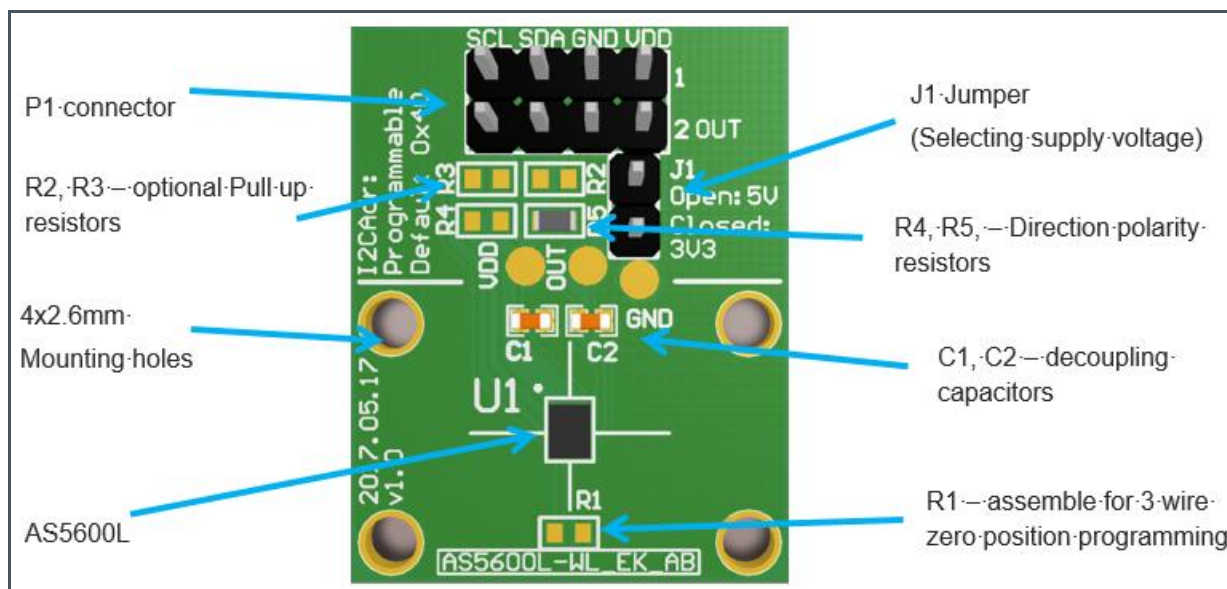 SCL SDA GND VDD
1
2 OUT
P1 connector
J1 Jumper
(Selecting supply voltage)
R2, R3 – optional Pull up
resistors
R4, R5, – Direction polarity
resistors
4x2.6mm
Mounting holes
C1, C2 – decoupling
capacitors
AS5600L
R1 – assemble for 3 wire
zero position programming
I2CAdr:
Programmable
Default 0x40
R3
R2
R4
R5
J1
Open: 5V
Closed:
3V3
VDD
OUT
GND
C1
C2
U1
2017.05.17
v1.0
R1
AS5600L-WL_EK_AB